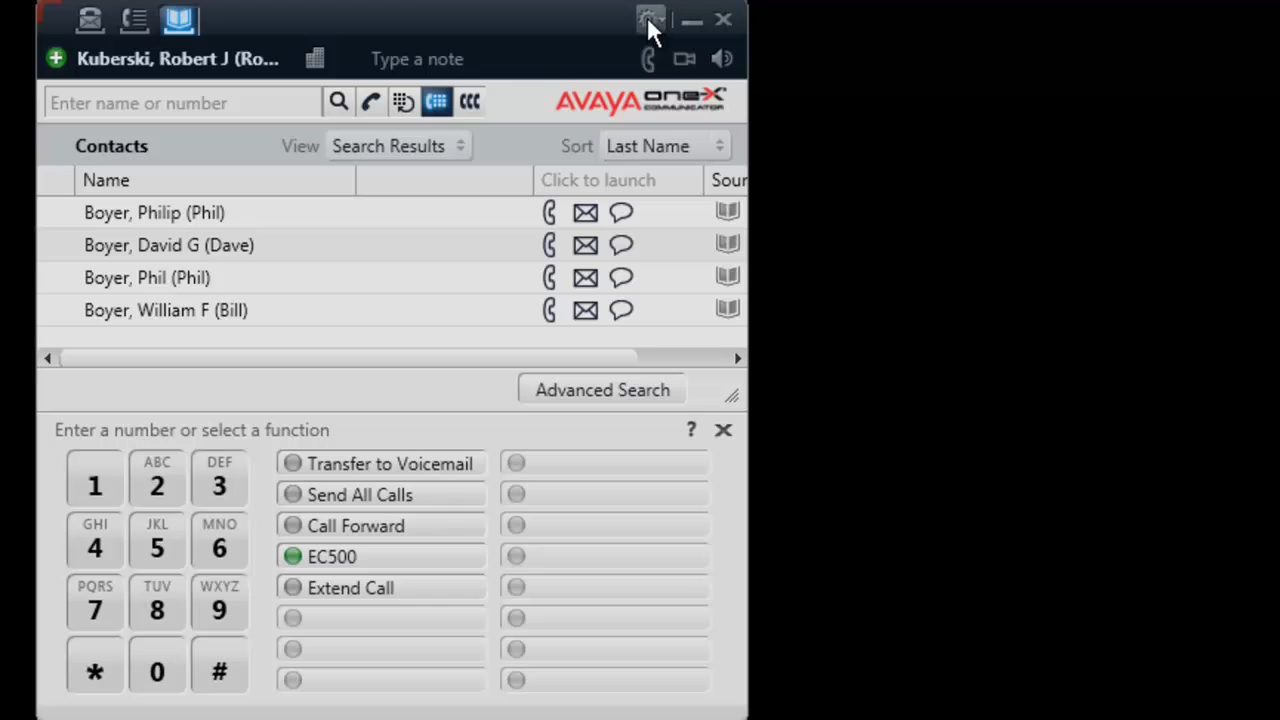 Kuberski, Robert J (Ro...
Type a note
Enter name or number
AVAYA one-X
COMMUNICATOR
Contacts
View
Search Results
Sort
Last Name
Name
Click to launch
Sour
Boyer, Philip (Phil)
Boyer, David G (Dave)
Boyer, Phil (Phil)
Boyer, William F (Bill)
Advanced Search
Enter a number or select a function
?
1
ABC
2
DEF
3
GHI
4
JKL
5
MNO
6
PQRS
7
TUV
8
WXYZ
9
*
0
#
Transfer to Voicemail
Send All Calls
Call Forward
EC500
Extend Call